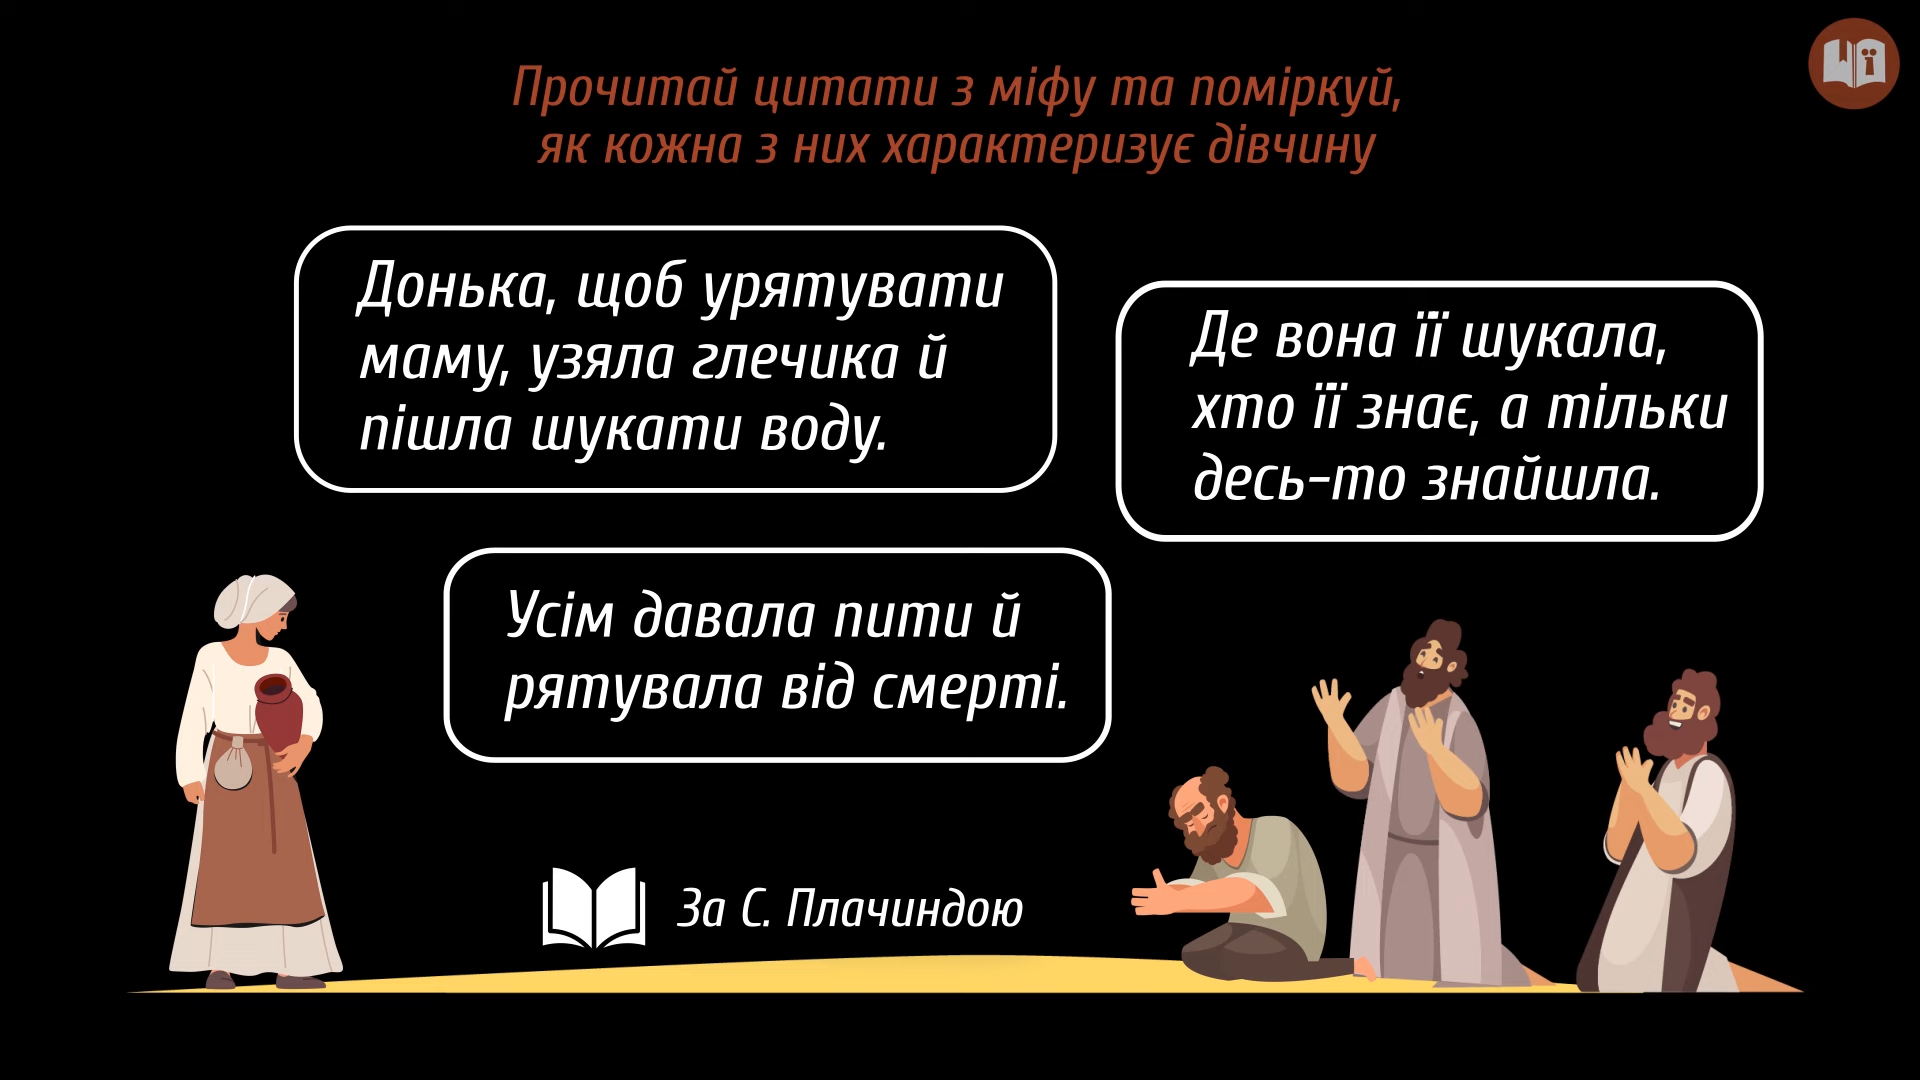 Прочитай цитати з міфу та поміркуй,
як кожна з них характеризує дівчину
Донька, щоб урятувати
маму, узяла глечика й
пішла шукати воду.
Де вона її шукала,
хто її знає, а тільки
десь-то знайшла.
Усім давала пити й
рятувала від смерті.
За С. Плачиндою